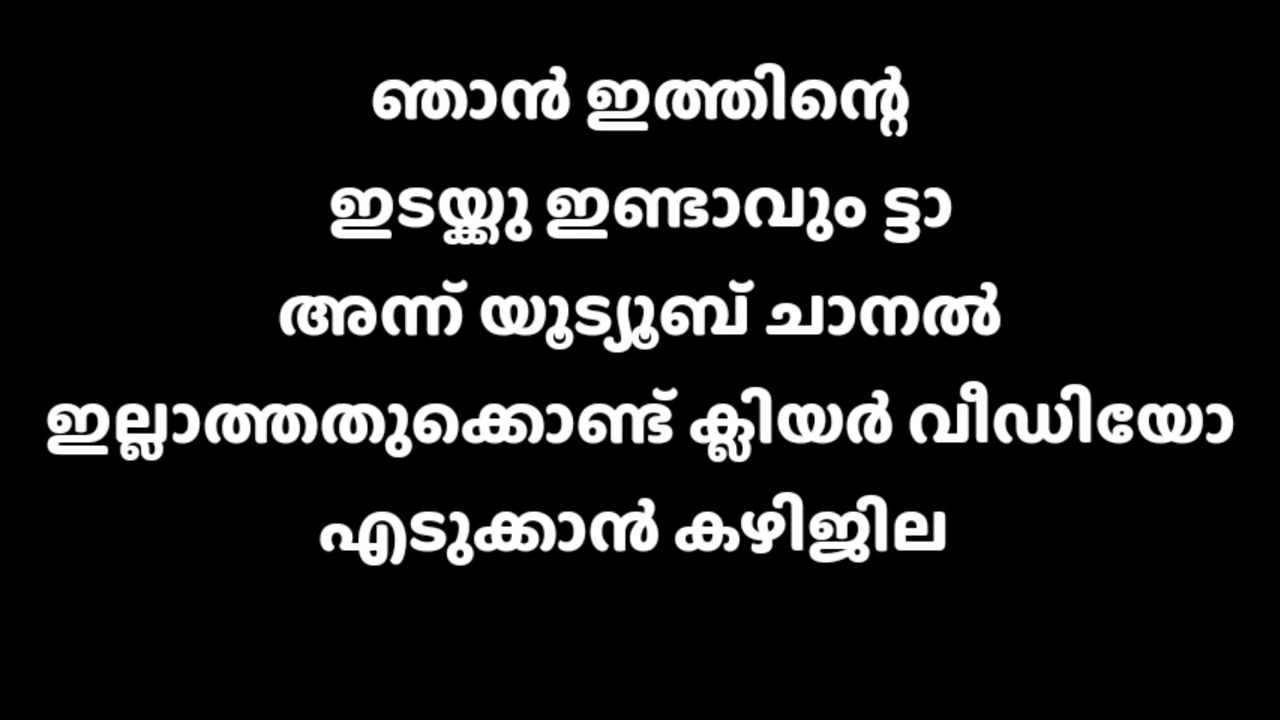 ഞാൻ ഇത്തിന്റെ
ഇടയ്ക്കു ഇണ്ടാവും ട്ടാ
അന്ന് യൂട്യൂബ് ചാനൽ
ഇല്ലാത്തതുക്കൊണ്ട് ക്ലിയർ വീഡിയോ
എടുക്കാൻ കഴിജില